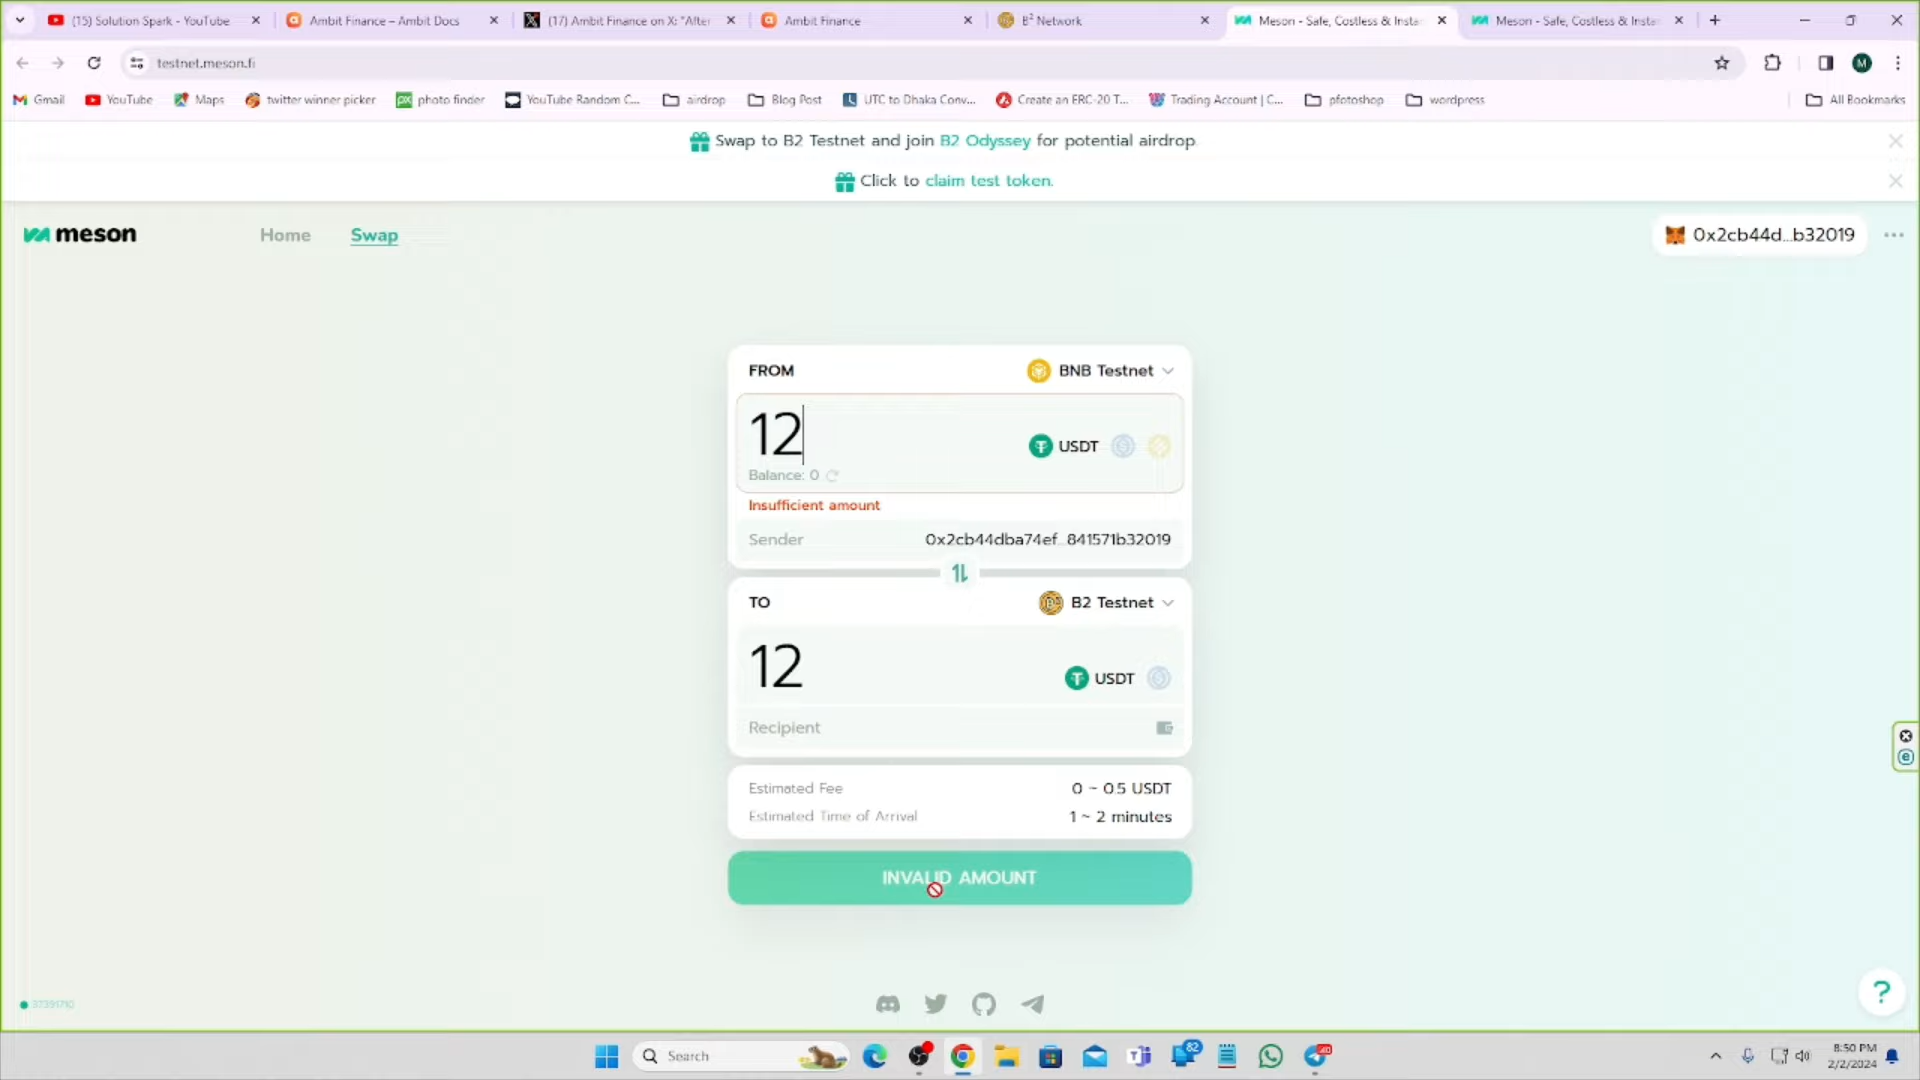 (15) Solution Spark - YouTube
Ambit Finance – Ambit Docs
(17) Ambit Finance on X: "After
Ambit Finance
B² Network
Meson - Safe, Costless & Insta
Meson - Safe, Costless & Insta
testnet.meson.fi
M
Gmail
YouTube
Maps
twitter winner picker
photo finder
YouTube Random C...
airdrop
Blog Post
UTC to Dhaka Conv...
Create an ERC-20 T...
Trading Account | C...
pfotoshop
wordpress
All Bookmarks
Swap to B2 Testnet and join B2 Odyssey for potential airdrop.
Click to claim test token.
meson
Home
Swap
0x2cb44d...b32019
FROM
BNB Testnet
12
USDT
Balance: 0
Insufficient amount
Sender
0x2cb44dba74ef...841571b32019
TO
B2 Testnet
12
USDT
Recipient
Estimated Fee
0 ~ 0.5 USDT
Estimated Time of Arrival
1 ~ 2 minutes
INVALID AMOUNT
37391710
?
Search
82
8:50 PM
2/2/2024